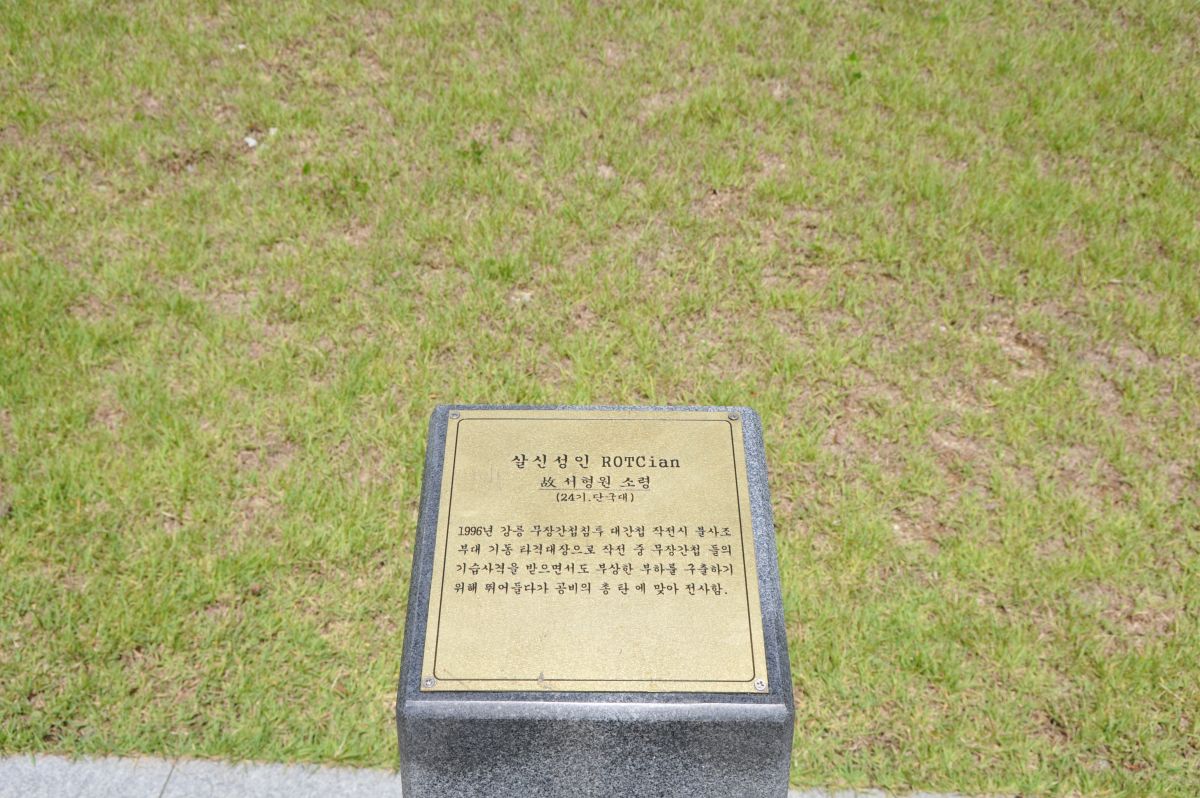 살신성인 ROTCian
故 서형원 소령
(24기.단국대)
1996년 강릉 무장간첩침투 대간첩 작전시 불사조
부대 기동 타격대장으로 작전 중 무장간첩 들의
기습사격을 받으면서도 부상한 부하를 구출하기
위해 뛰어들다가 공비의 총 탄 에 맞아 전사함.